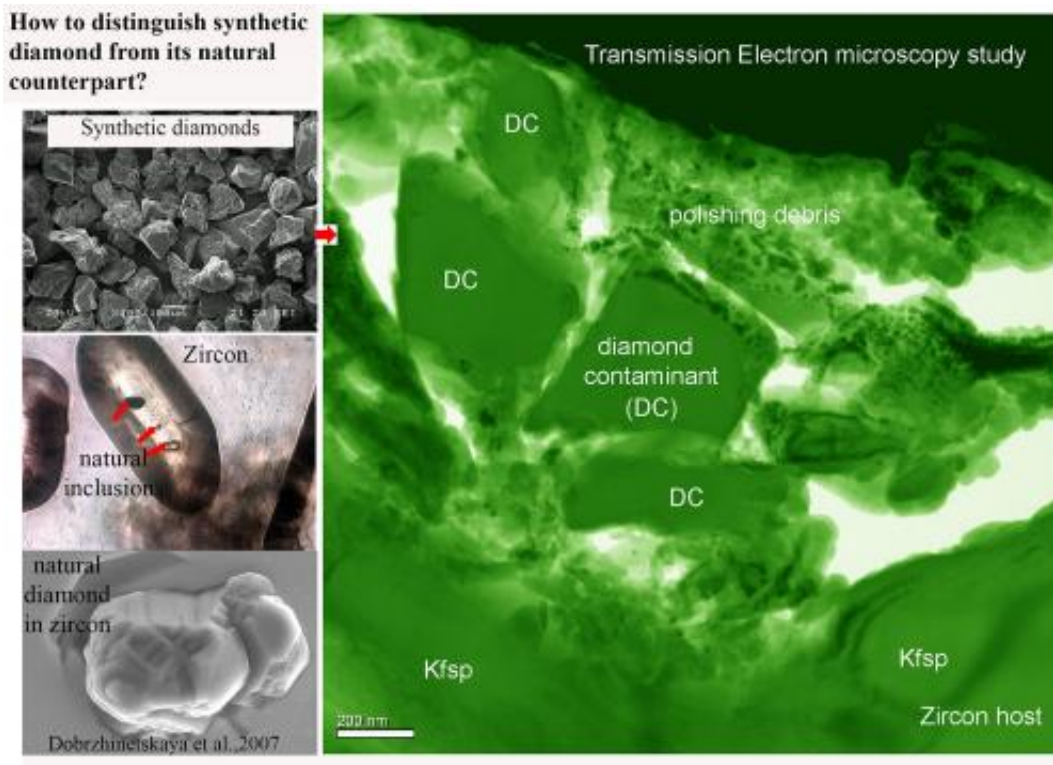 How to distinguish synthetic
diamond from its natural
counterpart?
Synthetic diamonds
Zircon
natural
inclusions
natural
diamond
in zircon
Dobrzhinetskaya et al.,2007
Transmission Electron microscopy study
DC
polishing debris
DC
diamond
contaminant
(DC)
DC
Kfsp
Kfsp
Zircon host
200 nm